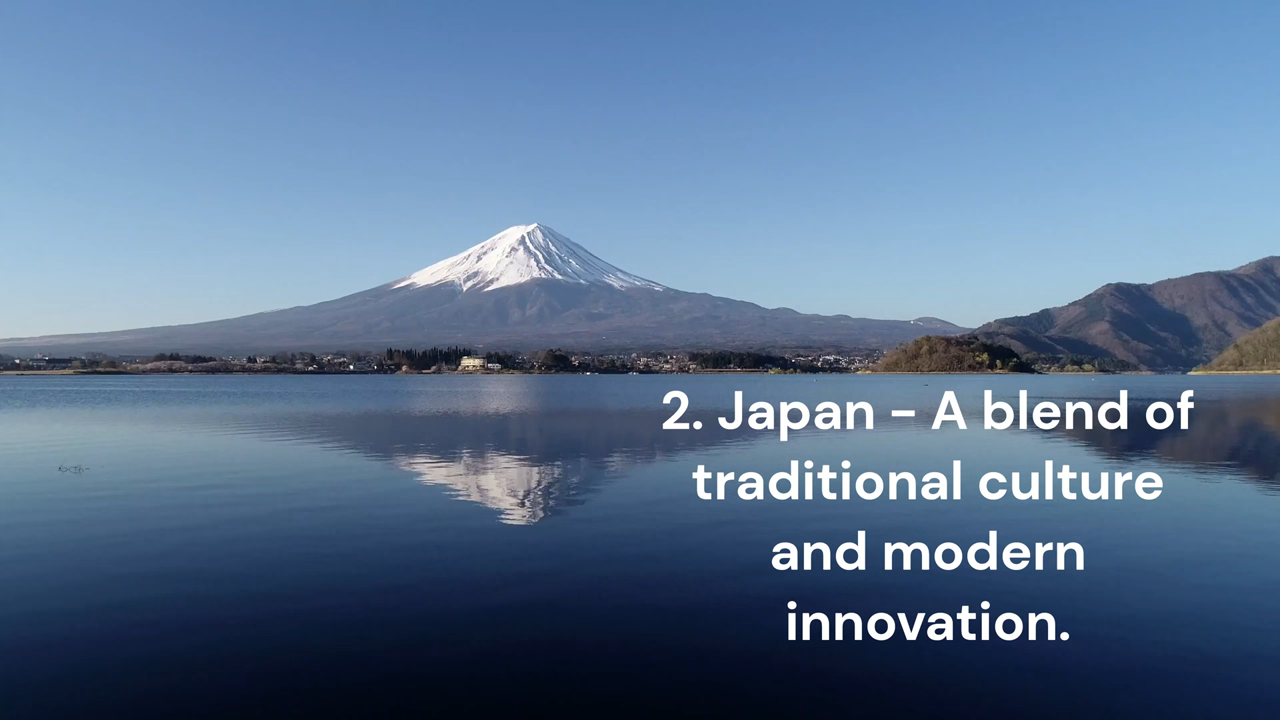 2. Japan – A blend of
traditional culture
and modern
innovation.